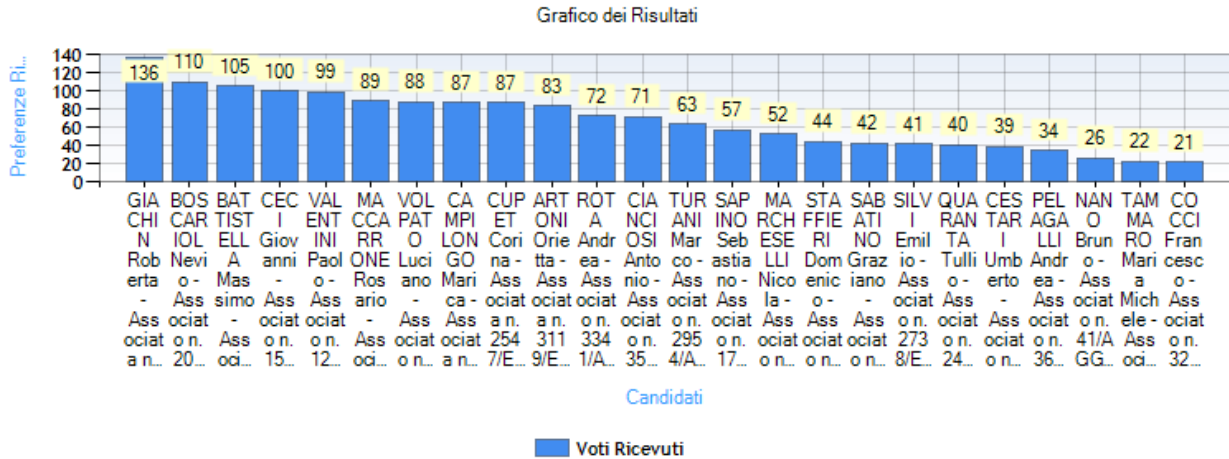 Grafico dei Risultati
Preferenze Ri...
140
120
100
80
60
40
20
0
136
110
105
100
99
89
88
87
87
83
72
71
63
57
52
44
42
41
40
39
34
26
22
21
GIA
CHI
N
Rob
erta
-
Ass
ociat
a n...
BOS
CAR
IOL
Nevi
o -
Ass
ociat
o n.
20...
BAT
TIST
ELL
A
Mas
simo
-
Ass
oci...
CEC
I
Giov
anni
-
Ass
ociat
o n.
15...
VAL
ENT
INI
Paol
o -
Ass
ociat
o n.
12...
MA
CCA
RR
ONE
Ros
ario
-
Ass
oci...
VOL
PAT
O
Luci
ano
-
Ass
ociat
o n...
CA
MPI
LON
GO
Mari
ca -
Ass
ociat
a n...
CUP
ET
Cori
na -
Ass
ociat
a n.
254
7/E...
ART
ONI
Orie
tta -
Ass
ociat
a n.
311
9/E...
ROT
A
Andr
ea -
Ass
ociat
o n.
334
1/A...
CIA
NCI
OSI
Anto
nio -
Ass
ociat
o n.
35...
TUR
ANI
Mar
co -
Ass
ociat
o n.
295
4/A...
SAP
INO
Seb
astia
no -
Ass
ociat
o n.
17...
MA
RCH
ESE
LLI
Nico
la -
Ass
ociat
o n...
STA
FFIE
RI
Dom
enic
o -
Ass
ociat
o n...
SAB
ATI
NO
Graz
iano
-
Ass
ociat
o n...
SILV
I
Emil
io -
Ass
ociat
o n.
273
8/E...
QUA
RAN
TA
Tulli
o -
Ass
ociat
o n.
24...
CES
TAR
I
Umb
erto
-
Ass
ociat
o n...
PEL
AGA
LLI
Andr
ea -
Ass
ociat
o n.
36...
NAN
O
Brun
o -
Ass
ociat
o n.
41/A
GG...
TAM
MA
RO
Mari
a
Mich
ele -
Ass
oci...
CO
CCI
Fran
cesco
-
Ass
ociat
o n.
32...
Candidati
Voti Ricevuti